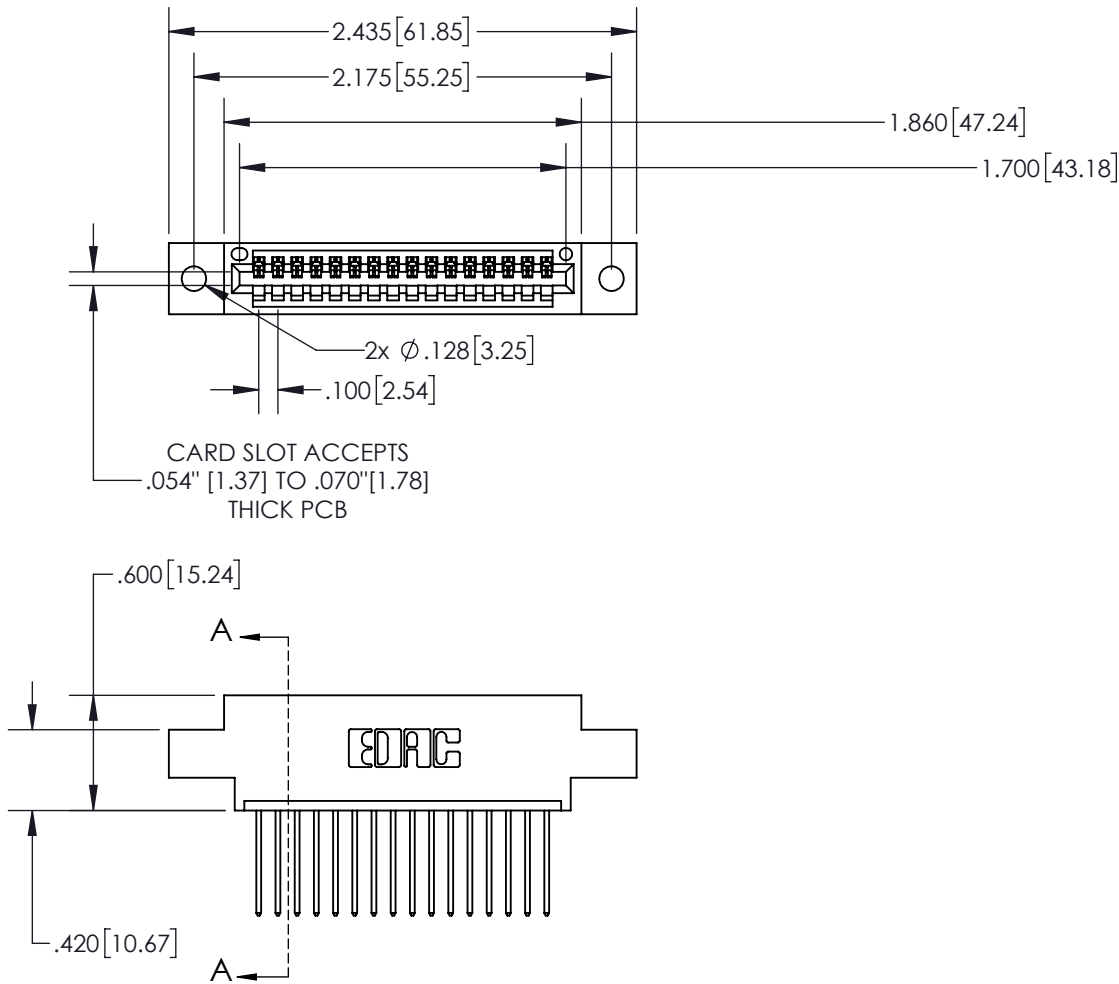 2.435[61.85]
2.175[55.25]
1.860[47.24]
1.700[43.18]
2x Ø.128[3.25]
.100[2.54]
CARD SLOT ACCEPTS
.054" [1.37] TO .070"[1.78]
THICK PCB
.600[15.24]
A
EDAC
.420[10.67]
A